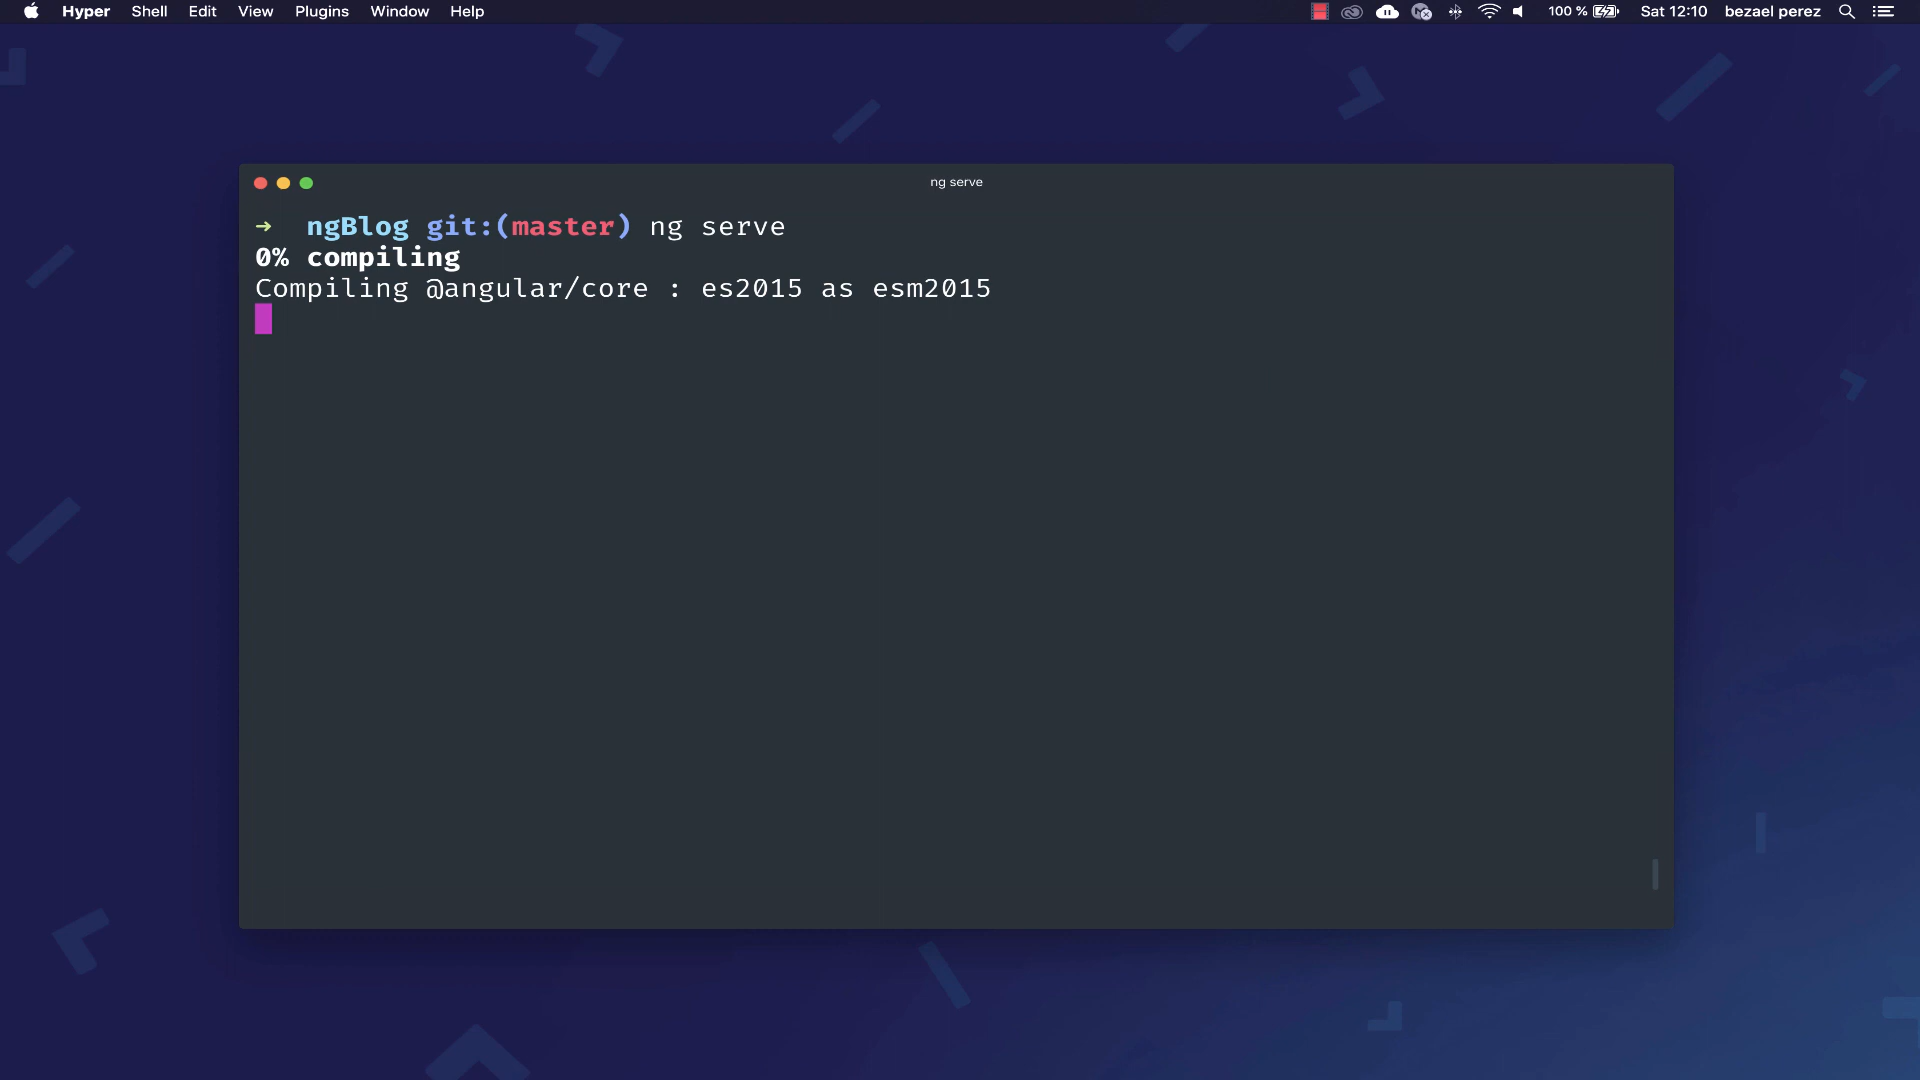 Hyper Shell Edit View Plugins Window Help 100 % Sat 12:10 bezael perez
ng serve
➜ ngBlog git:(master) ng serve
0% compiling
Compiling @angular/core : es2015 as esm2015